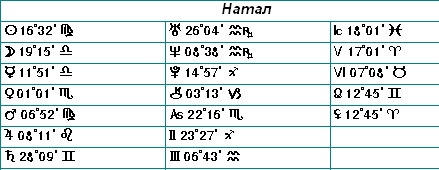 Натал
☉ 16°32' ♍ ♅ 26°04' ♒℞ Ic 18°01' ♓
☽ 19°15' ♎ ♆ 08°38' ♒℞ V 17°01' ♈
☿ 11°51' ♎ ♇ 14°57' ♐ VI 07°08' ♉
♀ 01°01' ♏ ⚷ 03°13' ♑ ☊ 12°45' ♊
♂ 06°52' ♍ As 22°16' ♏ ⚸ 12°45' ♈
♃ 08°11' ♌ II 23°27' ♐
♄ 28°09' ♊ III 06°43' ♒